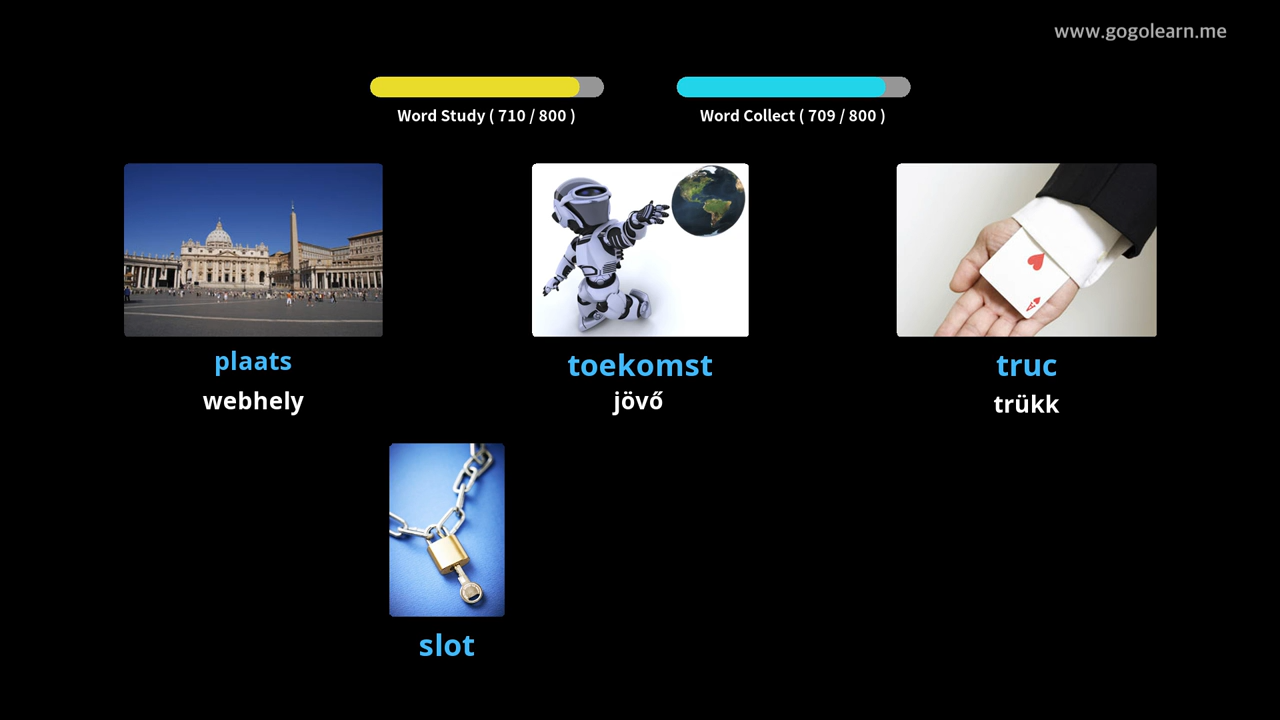 www.gogolearn.me
Word Study ( 710 / 800 )
Word Collect ( 709 / 800 )
plaats
webhely
toekomst
jövő
truc
trükk
slot